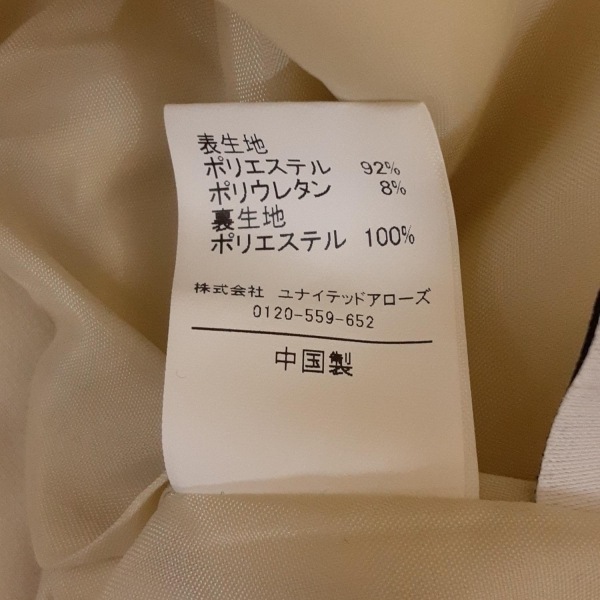 表生地
ポリエステル 92%
ポリウレタン 8%
裏生地
ポリエステル 100%
株式会社 ユナイテッドアローズ
0120-559-652
中国製